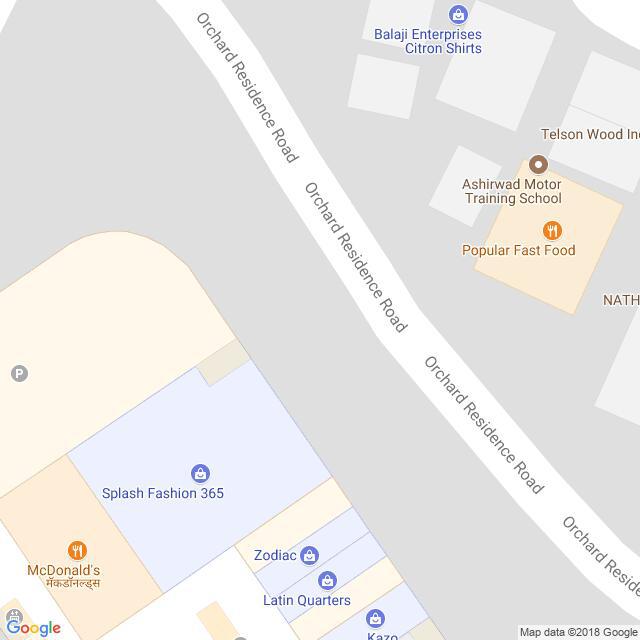 Orchard Residence Road
Balaji Enterprises
Citron Shirts
Telson Wood Ind
Ashirwad Motor
Training School
Orchard Residence Road
Popular Fast Food
NATH
P
Orchard Residence Road
Splash Fashion 365
Orchard Reside
Zodiac
McDonald's
मॅकडॉनल्ड्स
Latin Quarters
Kazo
Google
Map data ©2018 Google